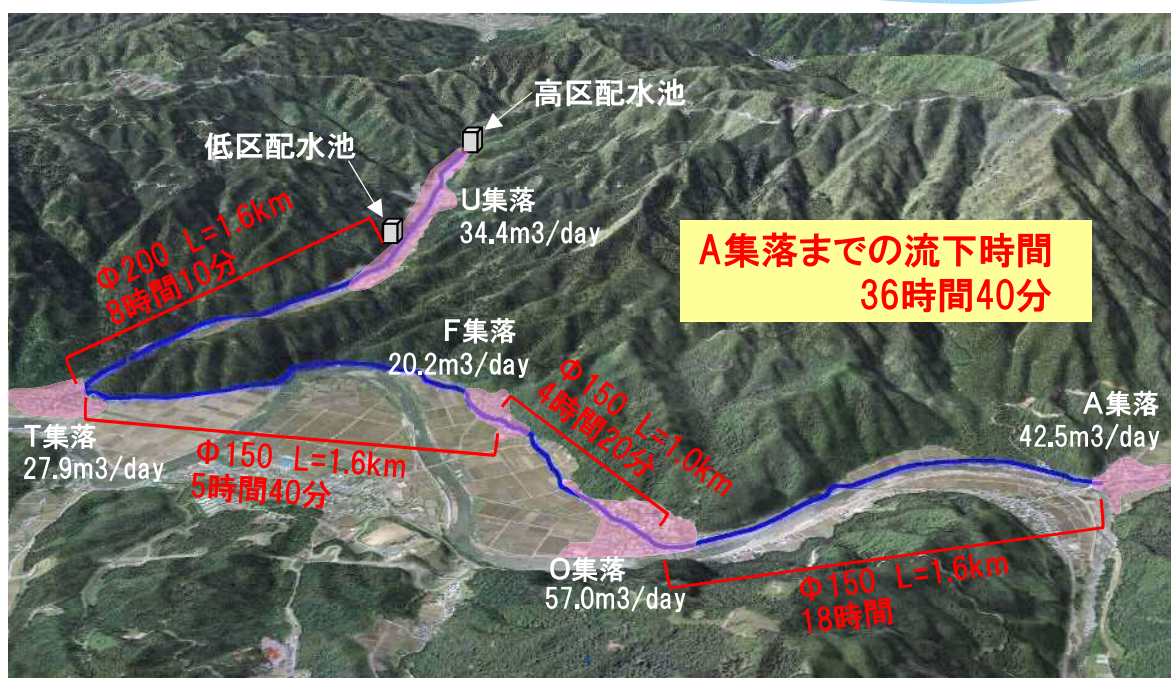 高区配水池
低区配水池
U集落
34.4m3/day
Φ200 L=1.6km
8時間10分
A集落までの流下時間
36時間40分
F集落
20.2m3/day
Φ150 L=1.0km
4時間20分
A集落
42.5m3/day
T集落
27.9m3/day
Φ150 L=1.6km
5時間40分
O集落
57.0m3/day
Φ150 L=1.6km
18時間
4